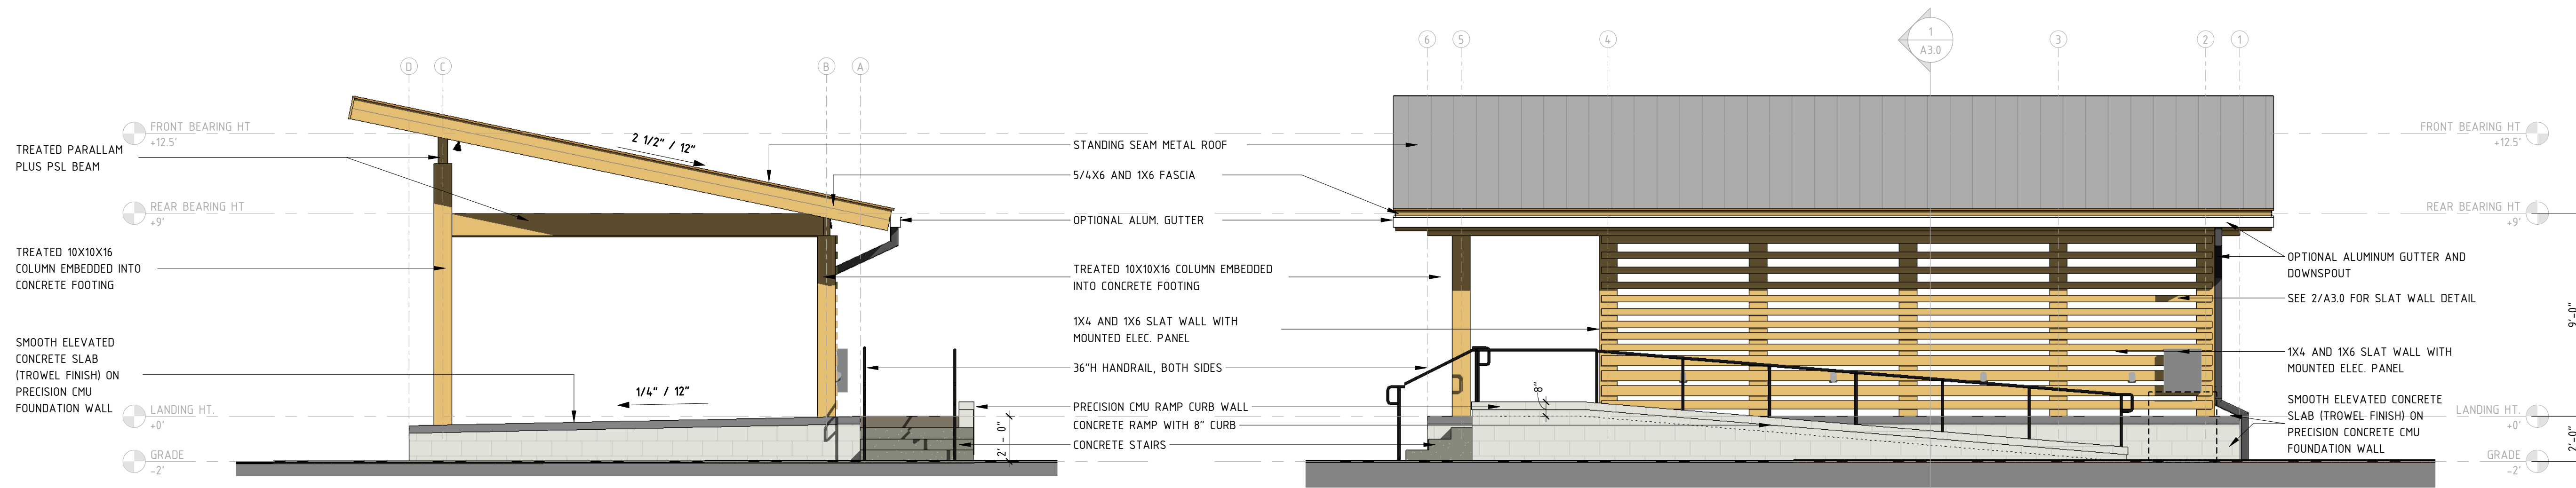 D C B A
FRONT BEARING HT
+12.5'
TREATED PARALLAM
PLUS PSL BEAM
REAR BEARING HT
+9'
TREATED 10X10X16
COLUMN EMBEDDED INTO
CONCRETE FOOTING
SMOOTH ELEVATED
CONCRETE SLAB
(TROWEL FINISH) ON
PRECISION CMU
FOUNDATION WALL
LANDING HT.
+0'
GRADE
-2'
2 1/2" / 12"
1/4" / 12"
2' - 0"
STANDING SEAM METAL ROOF
5/4X6 AND 1X6 FASCIA
OPTIONAL ALUM. GUTTER
TREATED 10X10X16 COLUMN EMBEDDED
INTO CONCRETE FOOTING
1X4 AND 1X6 SLAT WALL WITH
MOUNTED ELEC. PANEL
36"H HANDRAIL, BOTH SIDES
PRECISION CMU RAMP CURB WALL
CONCRETE RAMP WITH 8" CURB
CONCRETE STAIRS
6 5 4 3 2 1
1
A3.0
8"
FRONT BEARING HT
+12.5'
REAR BEARING HT
+9'
OPTIONAL ALUMINUM GUTTER AND
DOWNSPOUT
SEE 2/A3.0 FOR SLAT WALL DETAIL
1X4 AND 1X6 SLAT WALL WITH
MOUNTED ELEC. PANEL
SMOOTH ELEVATED CONCRETE
SLAB (TROWEL FINISH) ON
PRECISION CONCRETE CMU
FOUNDATION WALL
LANDING HT.
+0'
GRADE
-2'
9'-0"
2'-0"